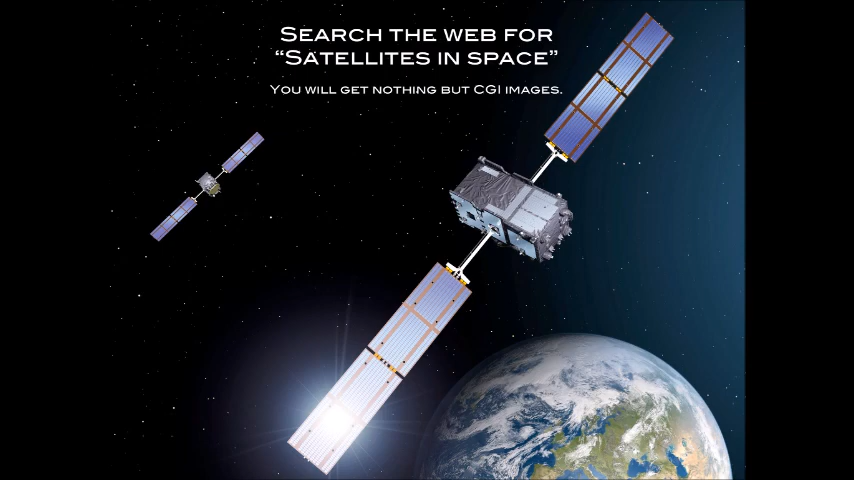 Search the web for
“Satellites in space”
You will get nothing but CGI images.